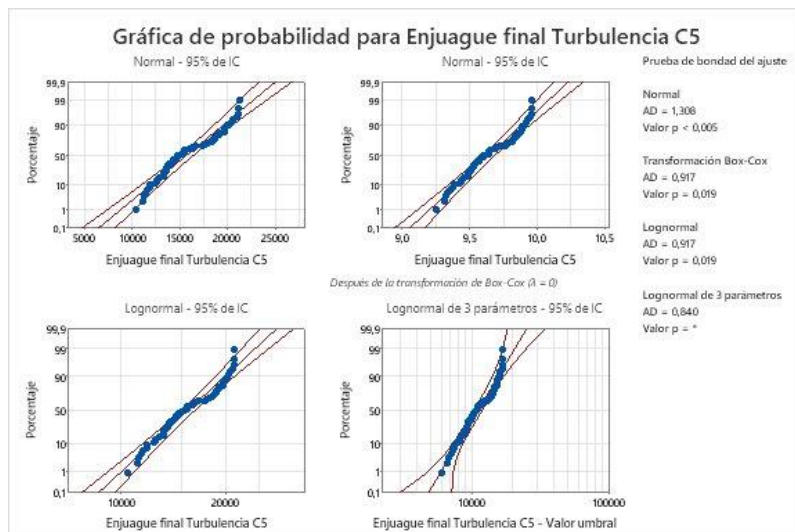 Gráfica de probabilidad para Enjuague final Turbulencia C5
Normal - 95% de IC
Porcentaje
99,9
99
90
50
10
1
0,1
5000 10000 15000 20000 25000
Enjuague final Turbulencia C5
Normal - 95% de IC
Porcentaje
99,9
99
90
50
10
1
0,1
9,0 9,5 10,0 10,5
Enjuague final Turbulencia C5
Después de la transformación de Box-Cox (λ = 0)
Lognormal - 95% de IC
Porcentaje
99,9
99
90
50
10
1
0,1
10000 20000
Enjuague final Turbulencia C5
Lognormal de 3 parámetros - 95% de IC
Porcentaje
99,9
99
90
50
10
1
0,1
10000 100000
Enjuague final Turbulencia C5 - Valor umbral
Prueba de bondad del ajuste
Normal
AD = 1,308
Valor p < 0,005
Transformación Box-Cox
AD = 0,917
Valor p = 0,019
Lognormal
AD = 0,917
Valor p = 0,019
Lognormal de 3 parámetros
AD = 0,840
Valor p = *